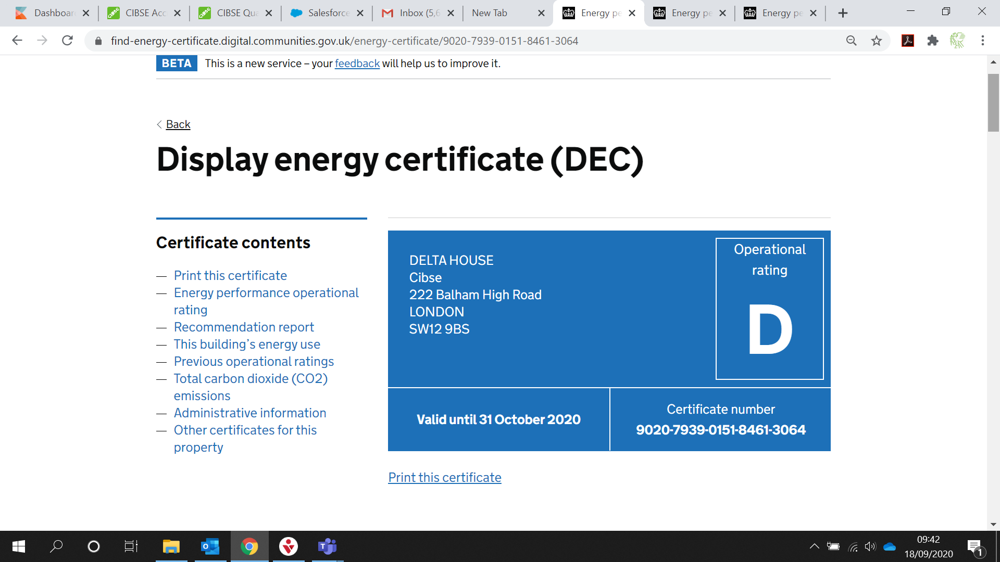 Dashboar
CIBSE Acc
CIBSE Qua
Salesforce
Inbox (5,6
New Tab
Energy pe
Energy pe
Energy pe
find-energy-certificate.digital.communities.gov.uk/energy-certificate/9020-7939-0151-8461-3064
BETA This is a new service – your feedback will help us to improve it.
Back
Display energy certificate (DEC)
Certificate contents
— Print this certificate
— Energy performance operational
rating
— Recommendation report
— This building's energy use
— Previous operational ratings
— Total carbon dioxide (CO2)
emissions
— Administrative information
— Other certificates for this
property
DELTA HOUSE
Cibse
222 Balham High Road
LONDON
SW12 9BS
Operational
rating
D
Valid until 31 October 2020
Certificate number
9020-7939-0151-8461-3064
Print this certificate
09:42
18/09/2020
1